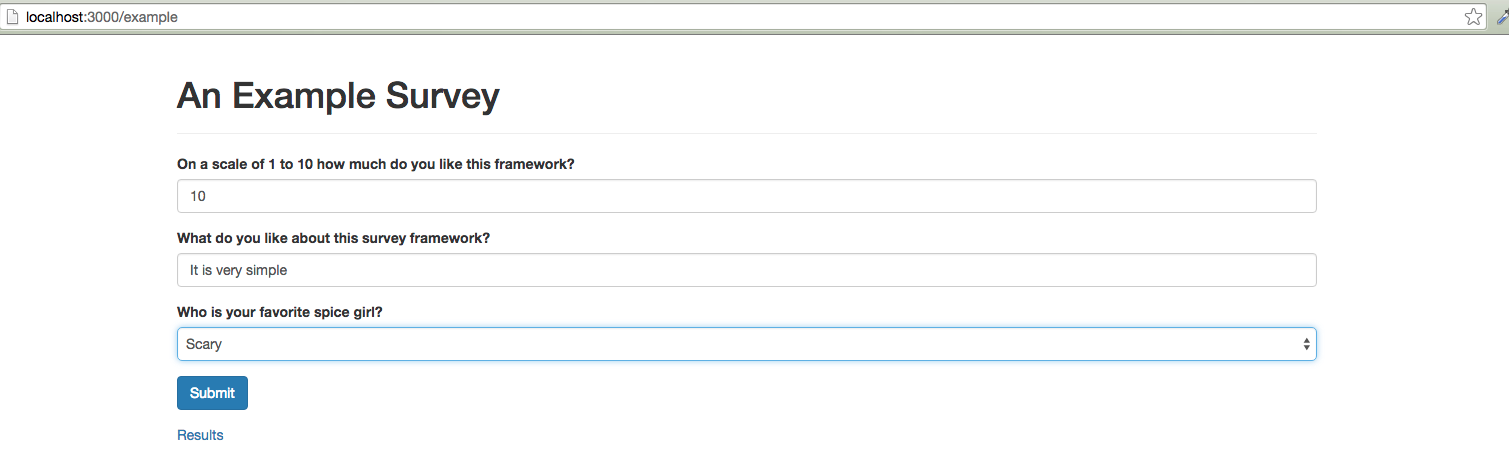 localhost:3000/example
An Example Survey
On a scale of 1 to 10 how much do you like this framework?
10
What do you like about this survey framework?
It is very simple
Who is your favorite spice girl?
Scary
Submit
Results